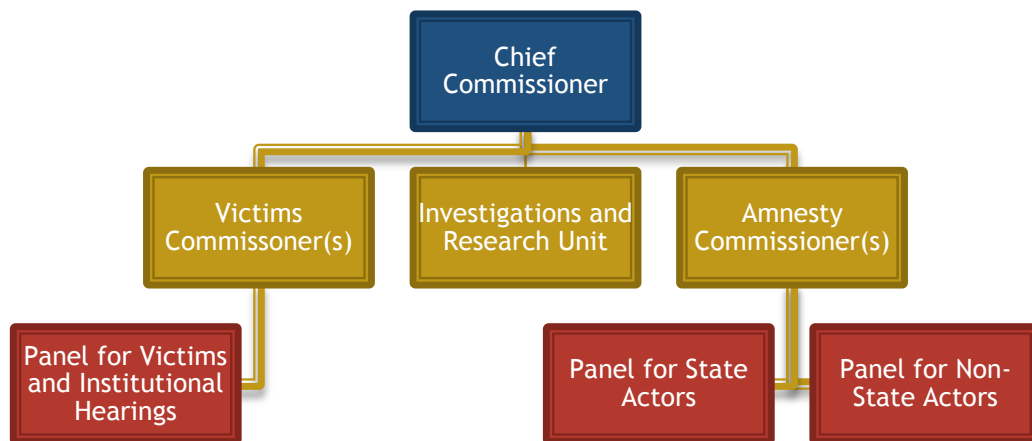 Chief
Commissioner
Victims
Commissoner(s)
Investigations and
Research Unit
Amnesty
Commissioner(s)
Panel for Victims
and Institutional
Hearings
Panel for State
Actors
Panel for Non-
State Actors